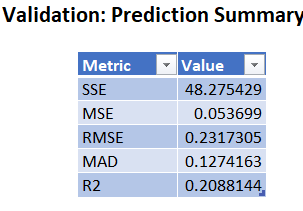 Validation: Prediction Summary
Metric Value
SSE 48.275429
MSE 0.053699
RMSE 0.2317305
MAD 0.1274163
R2 0.2088144